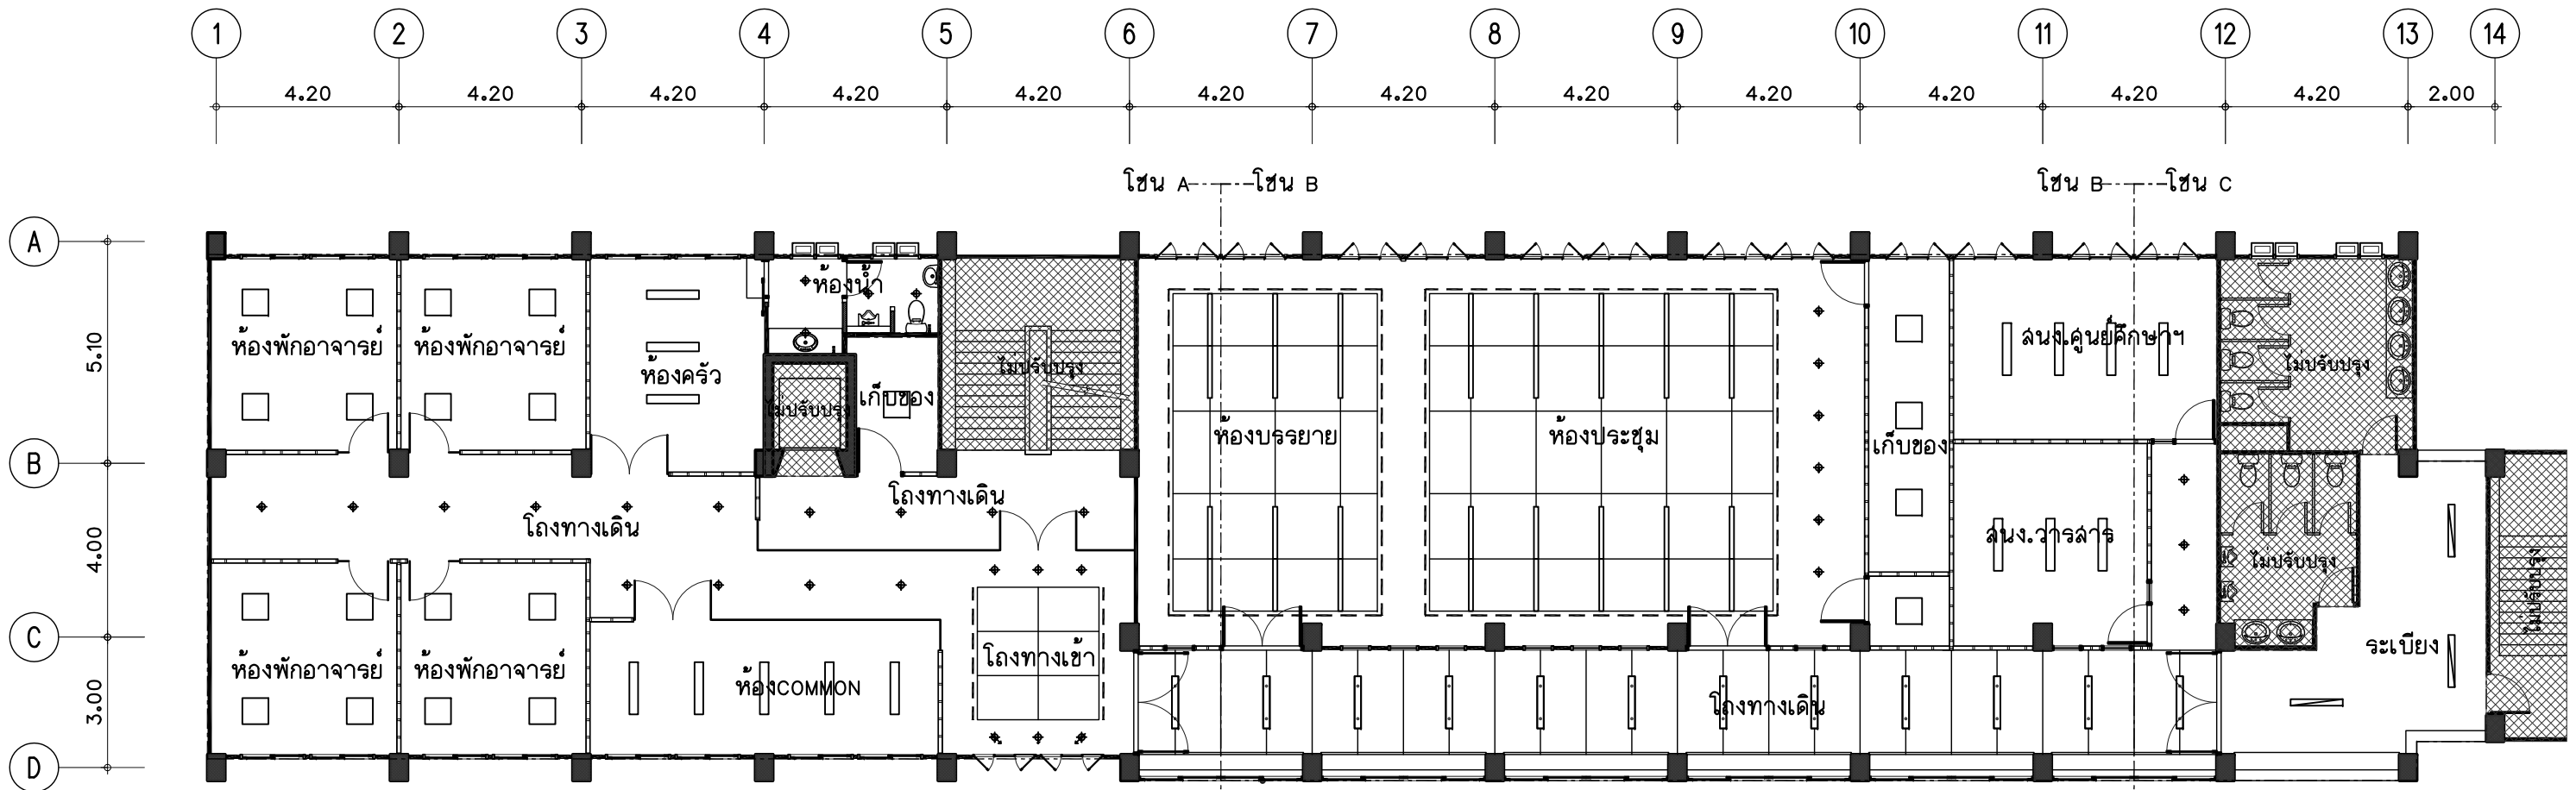 1 2 3 4 5 6 7 8 9 10 11 12 13 14
4.20 4.20 4.20 4.20 4.20 4.20 4.20 4.20 4.20 4.20 4.20 4.20 2.00
โซน A โซน B โซน B โซน C
A
5.10
B
4.00
C
3.00
D
ห้องน้ำ
ห้องพักอาจารย์ ห้องพักอาจารย์
ห้องครัว
ไม่ปรับปรุง
เก็บของ
ไม่ปรับปรุง
ห้องบรรยาย
ห้องประชุม
เก็บของ
สนง.ศูนย์ศึกษาฯ
ไม่ปรับปรุง
โถงทางเดิน
โถงทางเดิน
สนง.วารสาร
ไม่ปรับปรุง
ไม่ปรับปรุง
ห้องพักอาจารย์ ห้องพักอาจารย์
ห้องCOMMON
โถงทางเข้า
โถงทางเดิน
ระเบียง